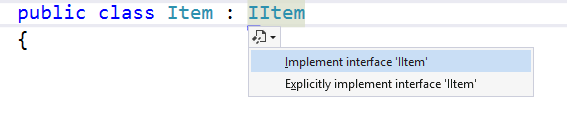 public class Item : IItem
{
Implement interface 'IItem'
Explicitly implement interface 'IItem'